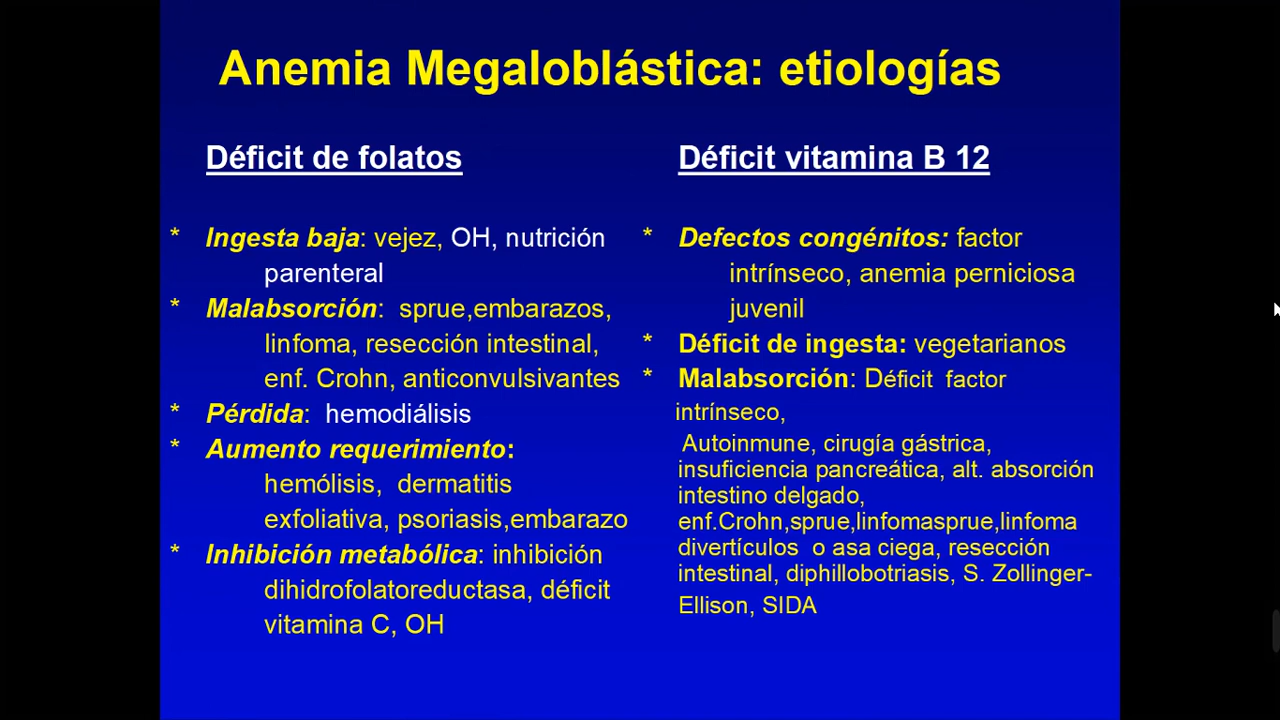 Anemia Megaloblástica: etiologías
Déficit de folatos
* Ingesta baja: vejez, OH, nutrición
parenteral
* Malabsorción: sprue,embarazos,
linfoma, resección intestinal,
enf. Crohn, anticonvulsivantes
* Pérdida: hemodiálisis
* Aumento requerimiento:
hemólisis, dermatitis
exfoliativa, psoriasis,embarazo
* Inhibición metabólica: inhibición
dihidrofolatoreductasa, déficit
vitamina C, OH
Déficit vitamina B 12
* Defectos congénitos: factor
intrínseco, anemia perniciosa
juvenil
* Déficit de ingesta: vegetarianos
* Malabsorción: Déficit factor
intrínseco,
Autoinmune, cirugía gástrica,
insuficiencia pancreática, alt. absorción
intestino delgado,
enf.Crohn,sprue,linfomasprue,linfoma
divertículos o asa ciega, resección
intestinal, diphillobotriasis, S. Zollinger-
Ellison, SIDA